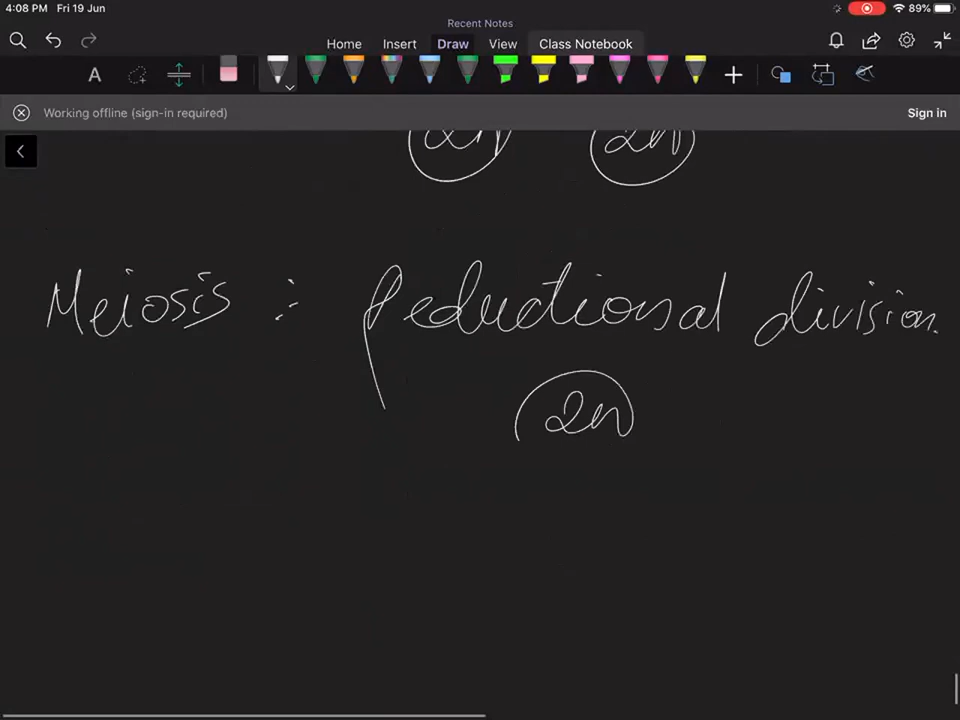 4:08 PM Fri 19 Jun
89%
Recent Notes
Home Insert Draw View Class Notebook
A
Working offline (sign-in required)
Sign in
2n 2n
Meiosis : Reductional division.
2n